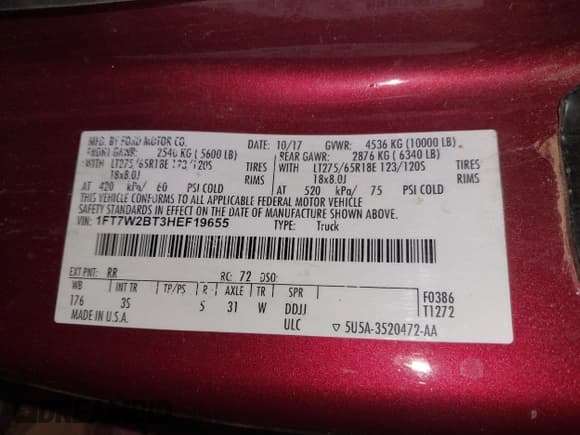 MFD. BY FORD MOTOR CO. DATE: 10/17 GVWR: 4536 KG (10000 LB)
FRONT GAWR: 2540 KG (5600 LB) REAR GAWR: 2876 KG (6340 LB)
WITH LT275/65R18E 123/120S TIRES WITH LT275/65R18E 123/120S TIRES
18x8.0J RIMS 18x8.0J RIMS
AT 420 kPa/ 60 PSI COLD AT 520 kPa/ 75 PSI COLD
THIS VEHICLE CONFORMS TO ALL APPLICABLE FEDERAL MOTOR VEHICLE
SAFETY STANDARDS IN EFFECT ON THE DATE OF MANUFACTURE SHOWN ABOVE.
VIN: 1FT7W2BT3HEF19655 TYPE: Truck
EXT PNT: RR RC: 72 DSO:
WB INT TR TP/PS R AXLE TR SPR F0386
176 3S 5 31 W DDJJ T1272
MADE IN U.S.A. ULC ▽ 5U5A-3520472-AA